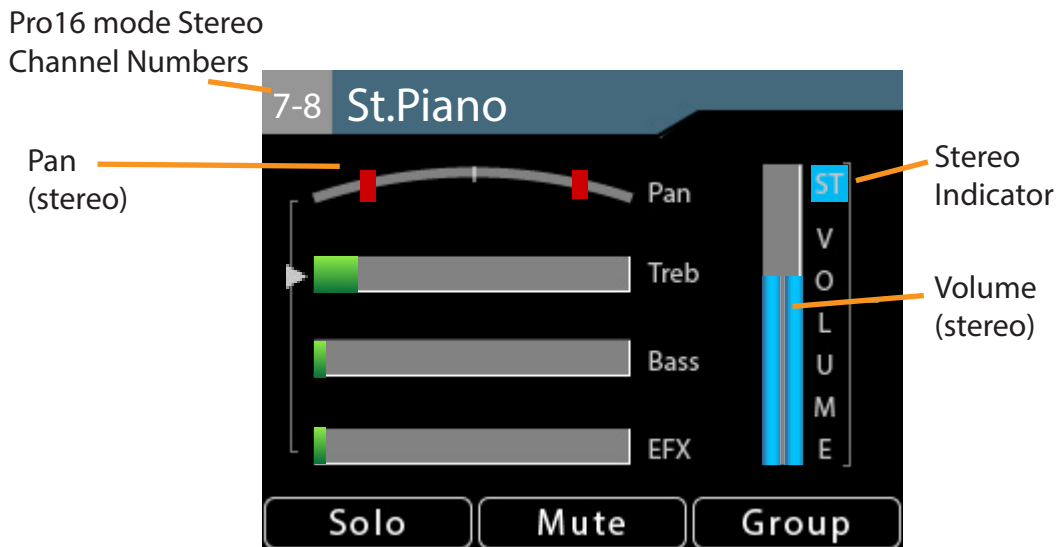 Pro16 mode Stereo
Channel Numbers
7-8 St.Piano
Pan
(stereo)
Pan
ST
Stereo
Indicator
Treb
Bass
EFX
V
O
L
U
M
E
Volume
(stereo)
Solo Mute Group